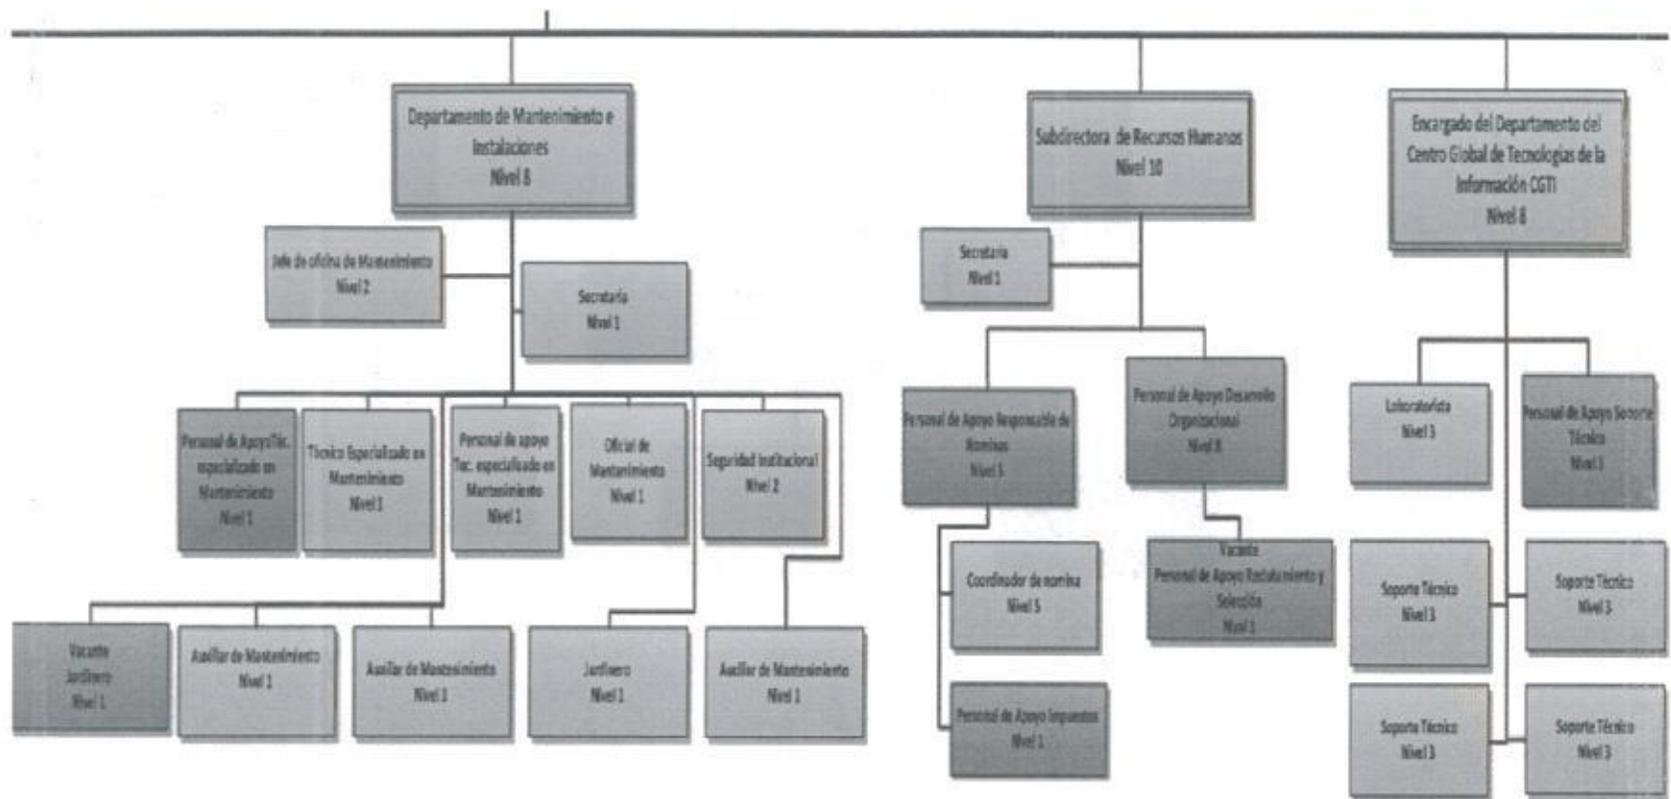 Departamento de Mantenimiento e
Instalaciones
Nivel 8
Subdirectora de Recursos Humanos
Nivel 10
Encargado del Departamento del
Centro Global de Tecnologías de la
Información CGTI
Nivel 8
Jefe de oficina de Mantenimiento
Nivel 2
Secretaria
Nivel 1
Secretaria
Nivel 1
Personal de Apoyo Téc.
especializado en
Mantenimiento
Nivel 1
Técnico Especializado en
Mantenimiento
Nivel
Personal de apoyo
Tec. especializado en
Mantenimiento
Nivel 1
Oficial de
Mantenimiento
Nivel 1
Seguridad Institucional
Nivel 2
Personal de Apoyo Responsable de
Nominas
Nivel 5
Personal de Apoyo Desarrollo
Organizacional
Nivel
Laboratorista
Nivel 3
Personal de Apoyo Soporte
Técnico
Nivel
Vacante
Jardinero
Nivel 1
Auxiliar de Mantenimiento
Nivel 1
Auxiliar de Mantenimiento
Nivel
Jardinero
Nivel 1
Auxiliar de Mantenimiento
Nivel 1
Coordinador de nomina
Nivel 5
Personal de Apoyo Impuestos
Nivel 1
Vacante
Personal de Apoyo Reclutamiento y
Selección
Nivel 1
Soporte Técnico
Nivel 3
Soporte Técnico
Nivel 3
Soporte Técnico
Nivel 3
Soporte Técnico
Nivel 3